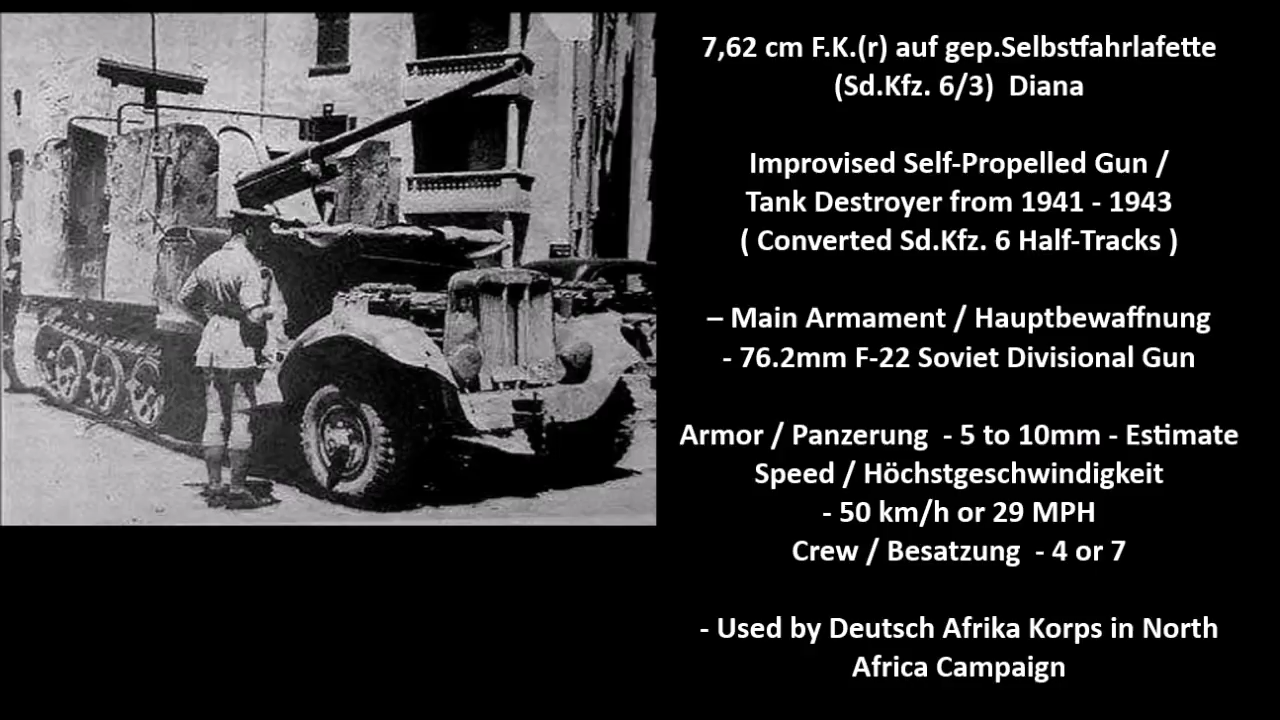 7,62 cm F.K.(r) auf gep.Selbstfahrlafette
(Sd.Kfz. 6/3)  Diana
Improvised Self-Propelled Gun /
Tank Destroyer from 1941 - 1943
( Converted Sd.Kfz. 6 Half-Tracks )
– Main Armament / Hauptbewaffnung
- 76.2mm F-22 Soviet Divisional Gun
Armor / Panzerung  - 5 to 10mm - Estimate
Speed / Höchstgeschwindigkeit
- 50 km/h or 29 MPH
Crew / Besatzung  - 4 or 7
- Used by Deutsch Afrika Korps in North
Africa Campaign